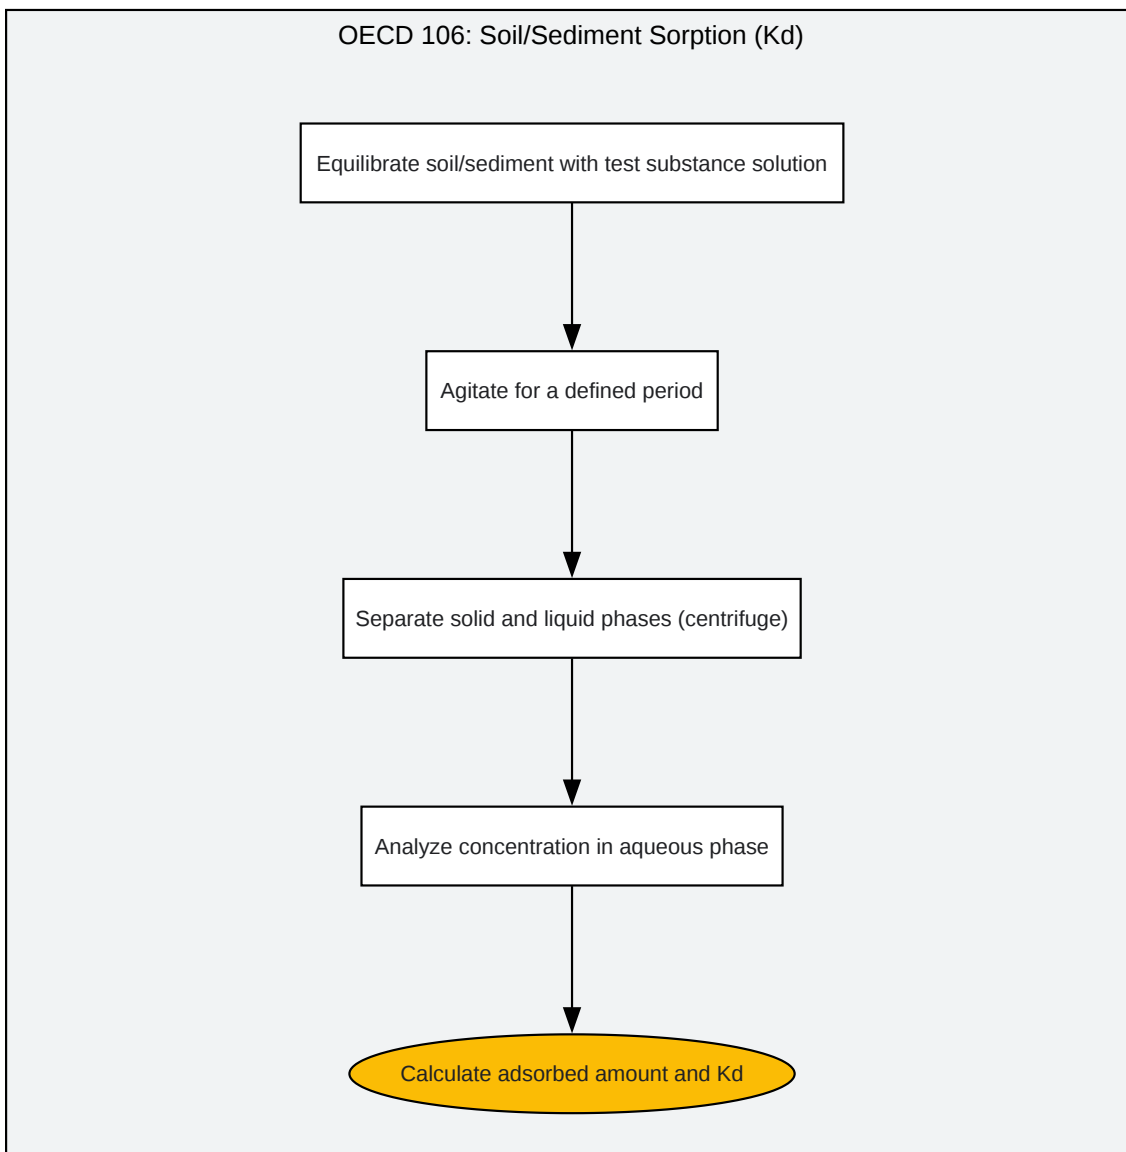 OECD 106: Soil/Sediment Sorption (Kd)
Equilibrate soil/sediment with test substance solution
Agitate for a defined period
Separate solid and liquid phases (centrifuge)
Analyze concentration in aqueous phase
Calculate adsorbed amount and Kd